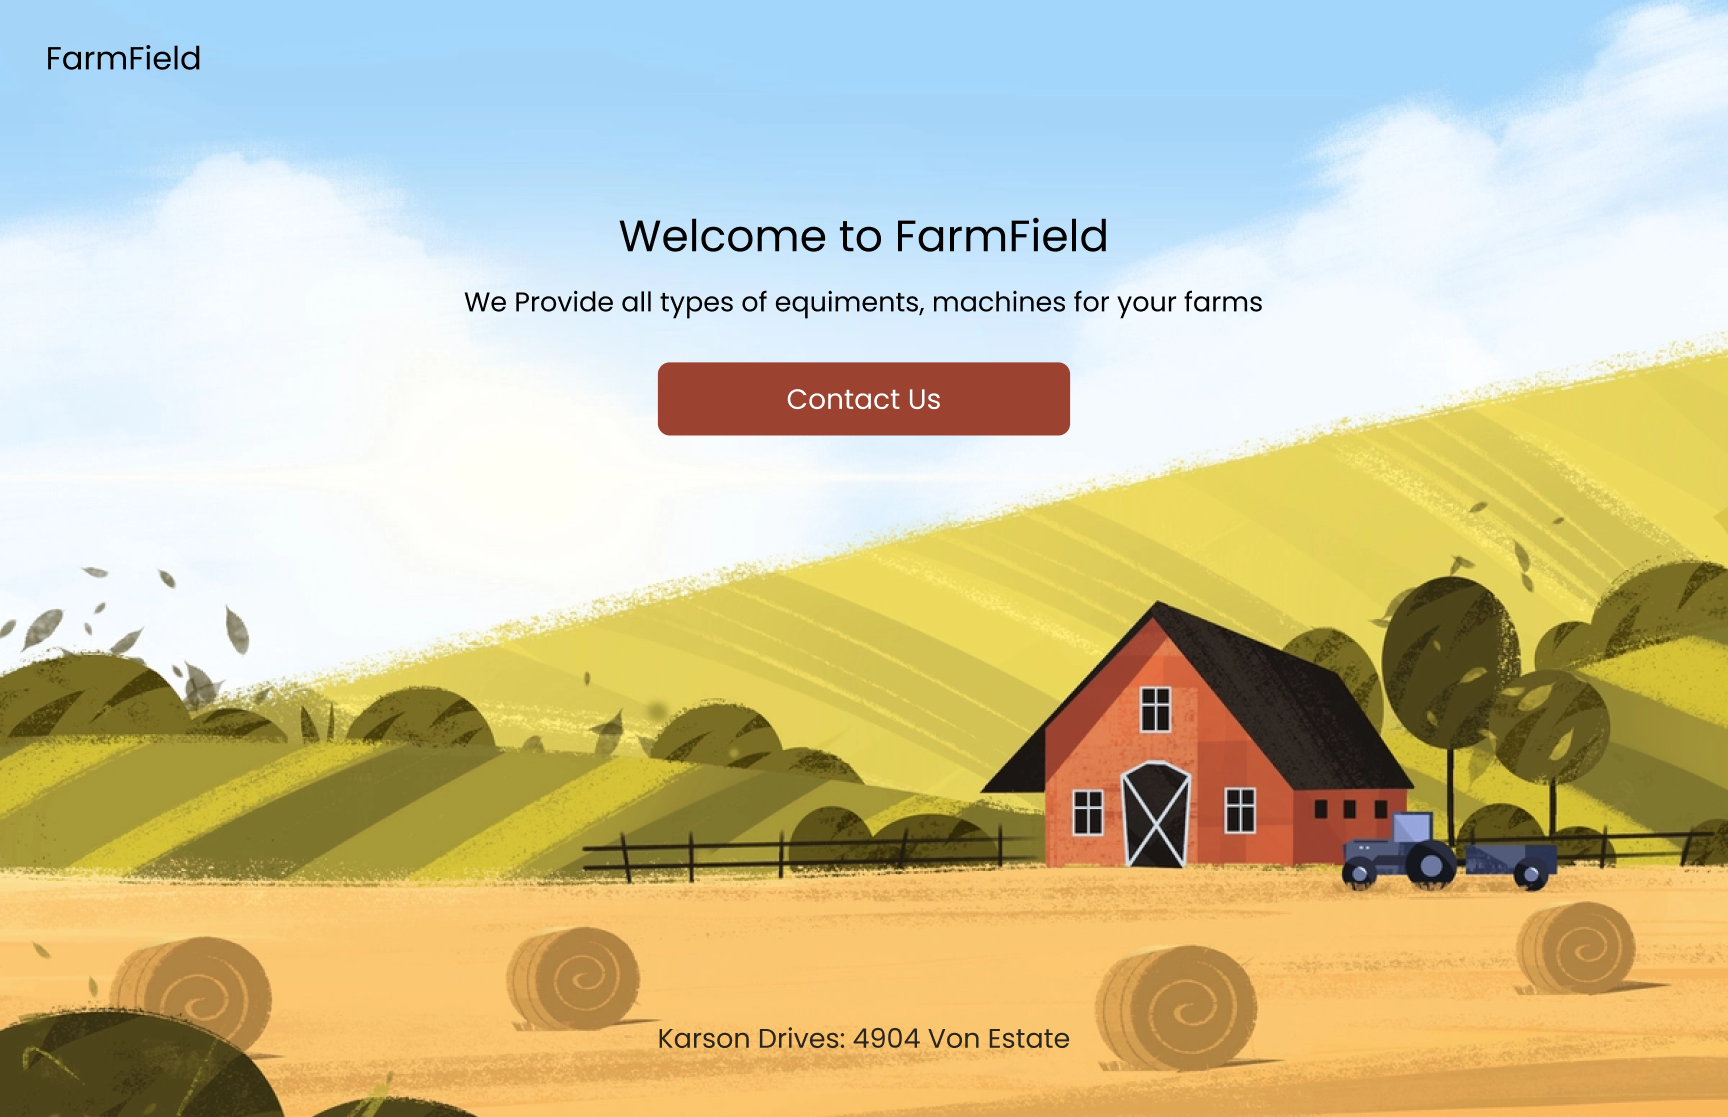 FarmField
Welcome to FarmField
We Provide all types of equiments, machines for your farms
Contact Us
Karson Drives: 4904 Von Estate